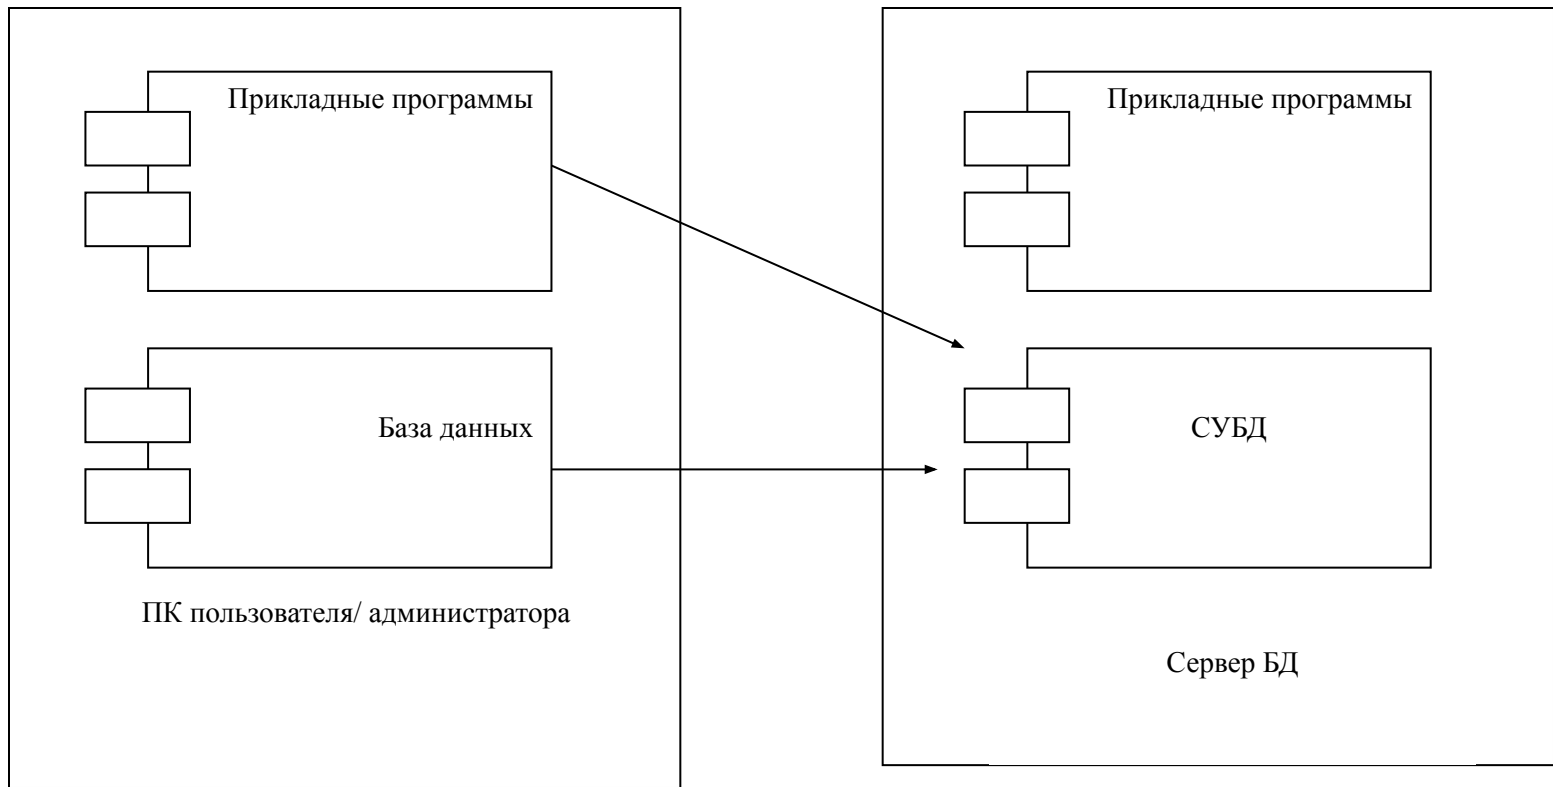 Прикладные программы
База данных
ПК пользователя/ администратора
Прикладные программы
СУБД
Сервер БД